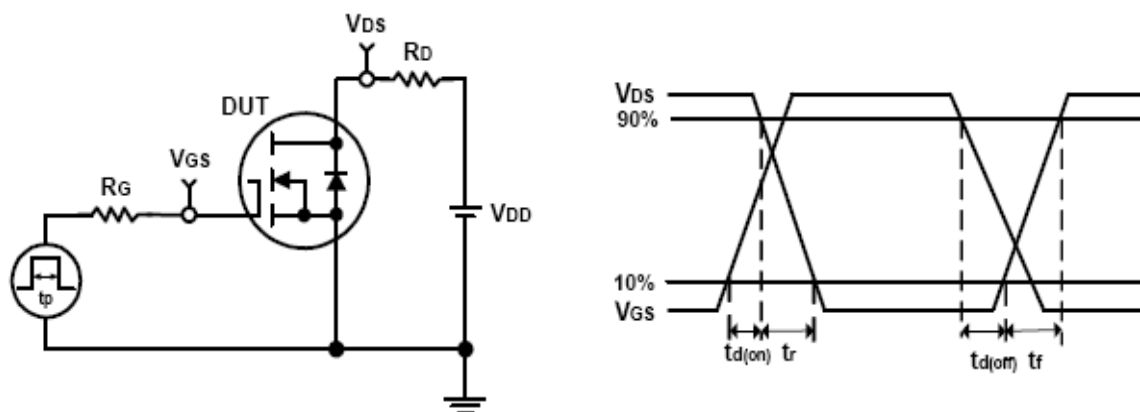 VDS
RD
DUT
VGS
RG
VDD
tp
VDS
90%
10%
VGS
td(on) tr
td(off) tf